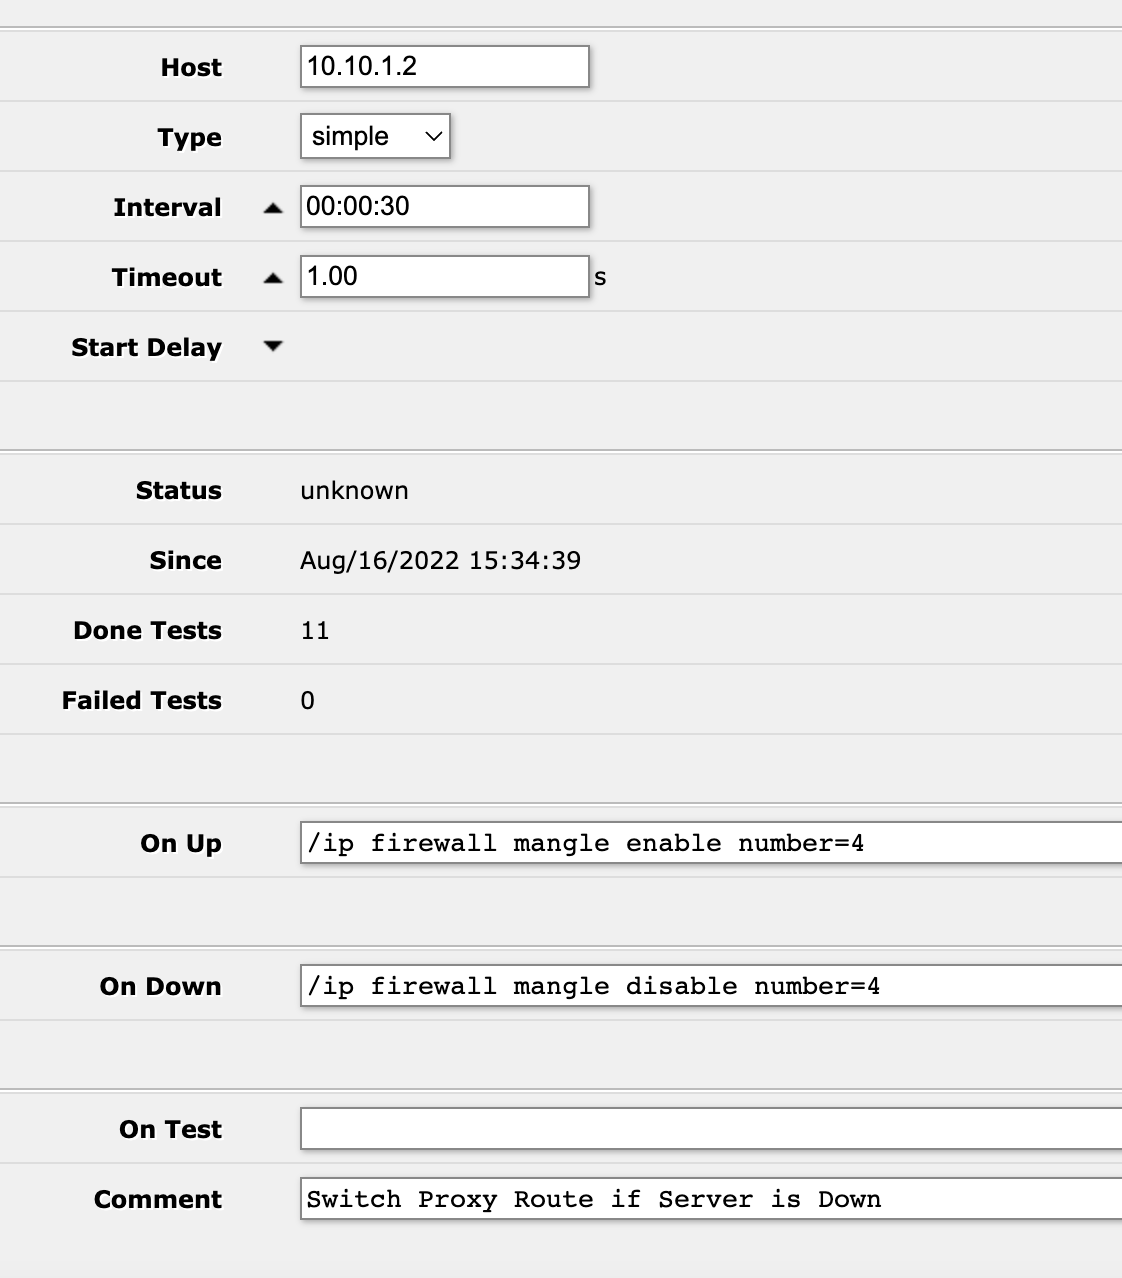 Host 10.10.1.2
Type simple
Interval 00:00:30
Timeout 1.00 s
Start Delay
Status unknown
Since Aug/16/2022 15:34:39
Done Tests 11
Failed Tests 0
On Up /ip firewall mangle enable number=4
On Down /ip firewall mangle disable number=4
On Test
Comment Switch Proxy Route if Server is Down